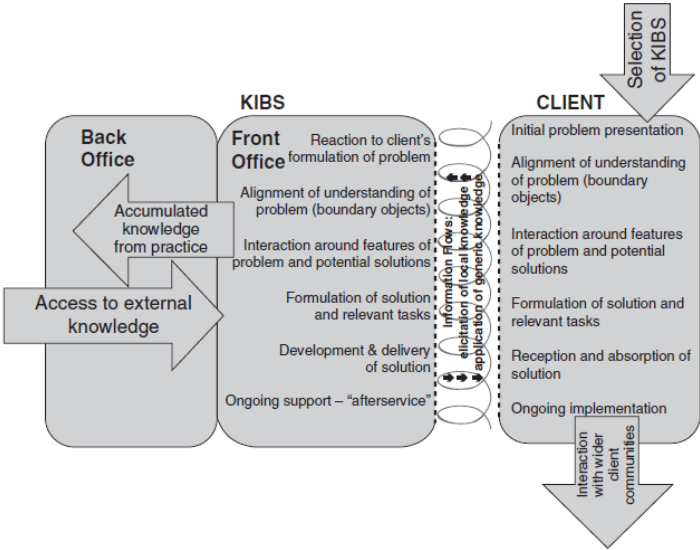 Selection
of KIBS
KIBS
CLIENT
Back
Office
Front
Office
Accumulated
knowledge
from practice
Access to external
knowledge
Reaction to client's
formulation of problem
Alignment of understanding of
problem (boundary objects)
Interaction around features of
problem and potential solutions
Formulation of solution
and relevant tasks
Development & delivery
of solution
Ongoing support – “afterservice”
Information flows:
elicitation of local knowledge
application of generic knowledge
Initial problem presentation
Alignment of understanding
of problem (boundary
objects)
Interaction around features
of problem and potential
solutions
Formulation of solution and
relevant tasks
Reception and absorption of
solution
Ongoing implementation
Interaction
with wider
client
communities